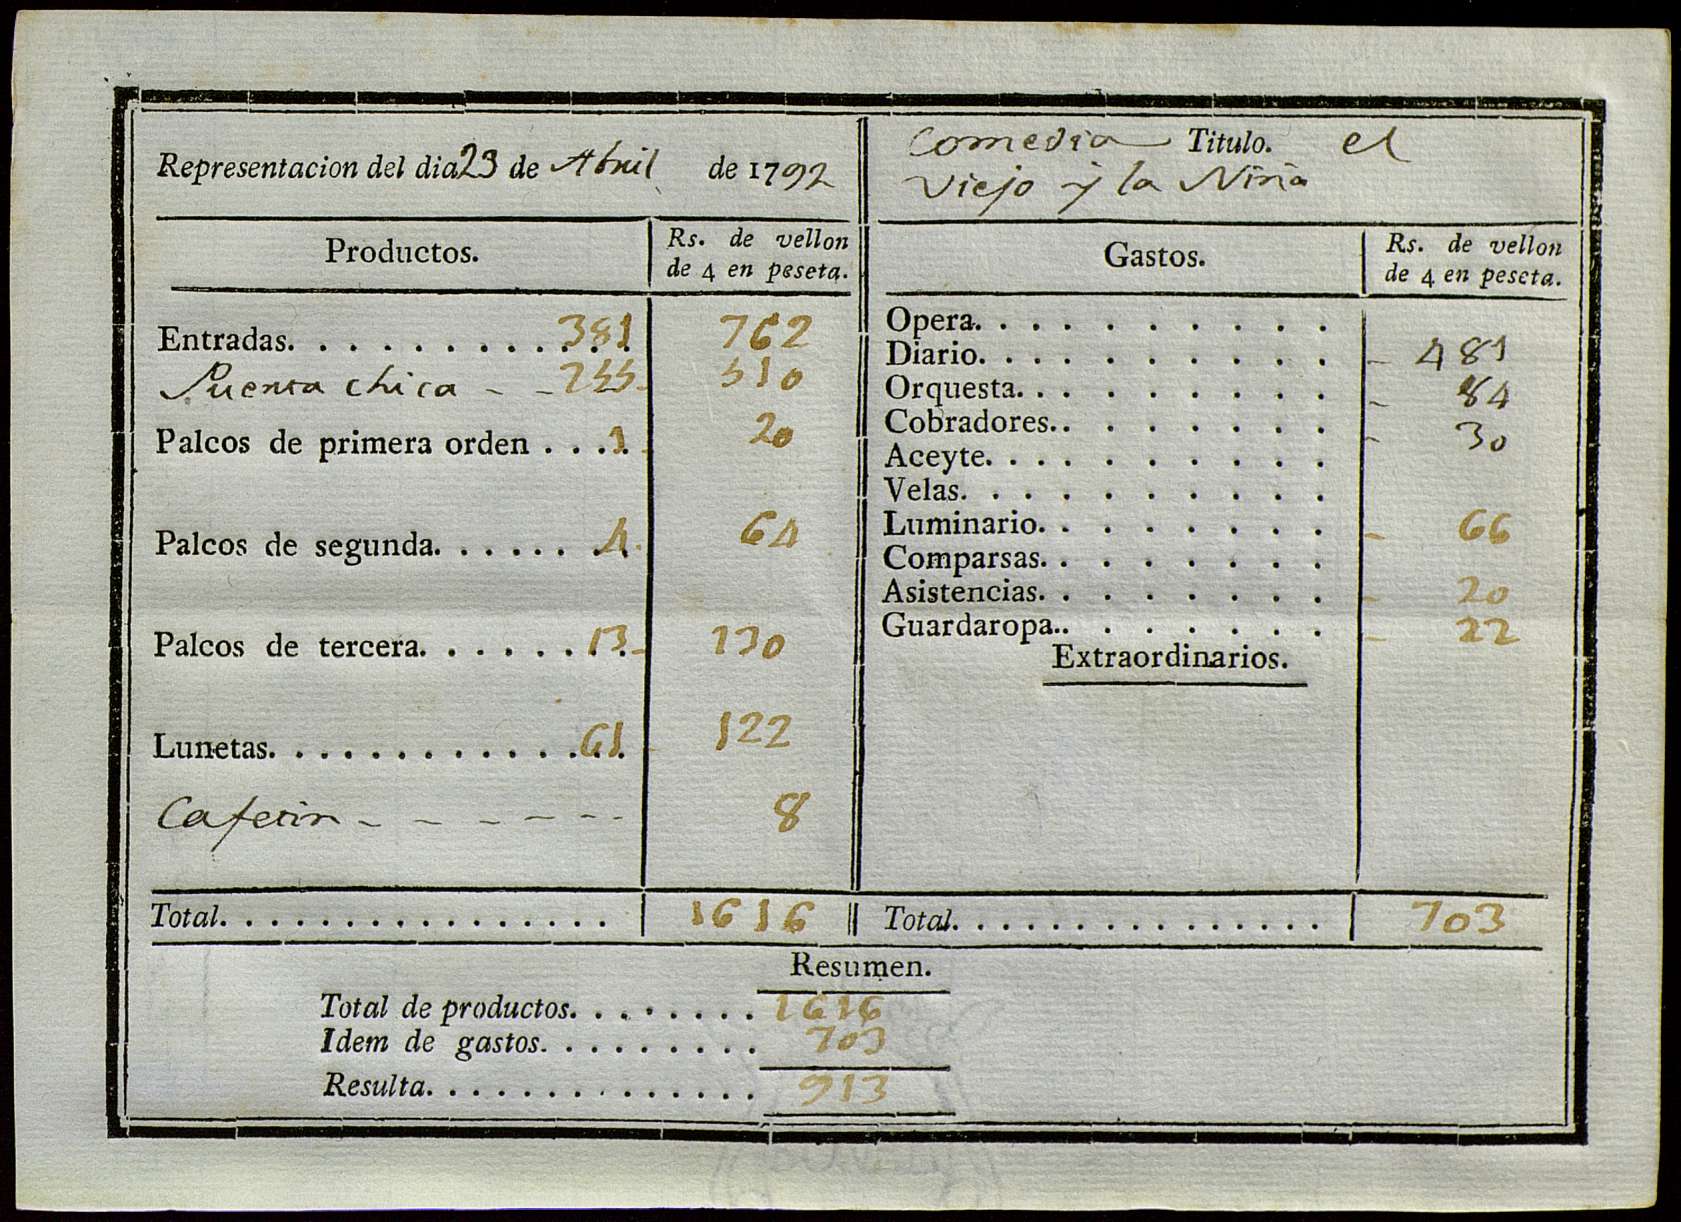 Representacion del dia 23 de Abril de 1792
Comedia Titulo. el
Viejo y la Niña
Productos.
Rs. de vellon
de 4 en peseta.
Entradas. . . . . . . . . . . . . 381 762
Puerta chica - - 255 510
Palcos de primera orden . . . . 1 20
Palcos de segunda. . . . . . . . 4 64
Palcos de tercera. . . . . . . . . 13 130
Lunetas. . . . . . . . . . . . . . . 61 122
Cafetin - - - - - - - 8
Total. . . . . . . . . . . . . . . . 1616
Gastos.
Rs. de vellon
de 4 en peseta.
Opera. . . . . . . . . . .
Diario. . . . . . . . . . . - 481
Orquesta. . . . . . . . . - 84
Cobradores. . . . . . . . - 30
Aceyte. . . . . . . . . .
Velas. . . . . . . . . . .
Luminario. . . . . . . . - 66
Comparsas. . . . . . . .
Asistencias. . . . . . . . - 20
Guardaropa. . . . . . . . - 22
Extraordinarios.
Total. . . . . . . . . . . . . . . 703
Resumen.
Total de productos. . . . . . . . 1616
Idem de gastos. . . . . . . . . 703
Resulta. . . . . . . . . . . . . . 913